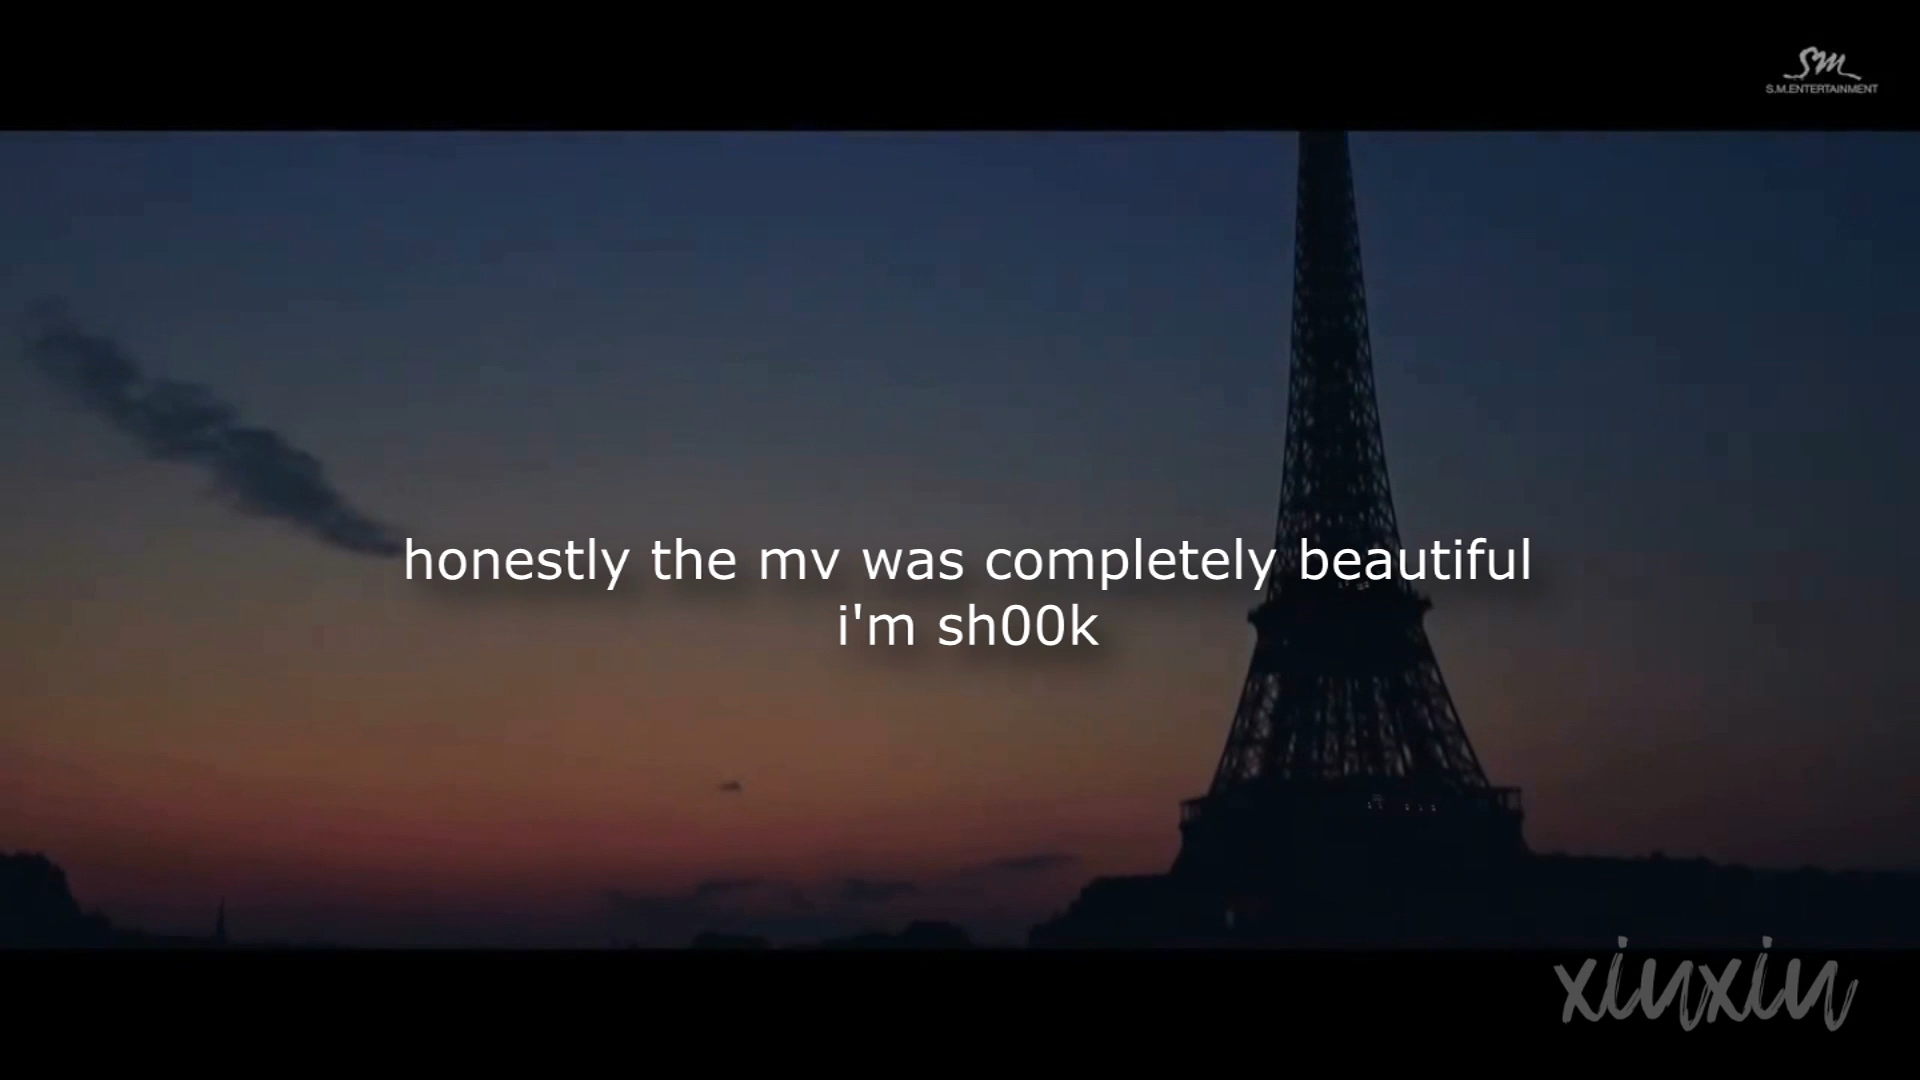 SM
S.M.ENTERTAINMENT
honestly the mv was completely beautiful
i'm sh00k
xinxin